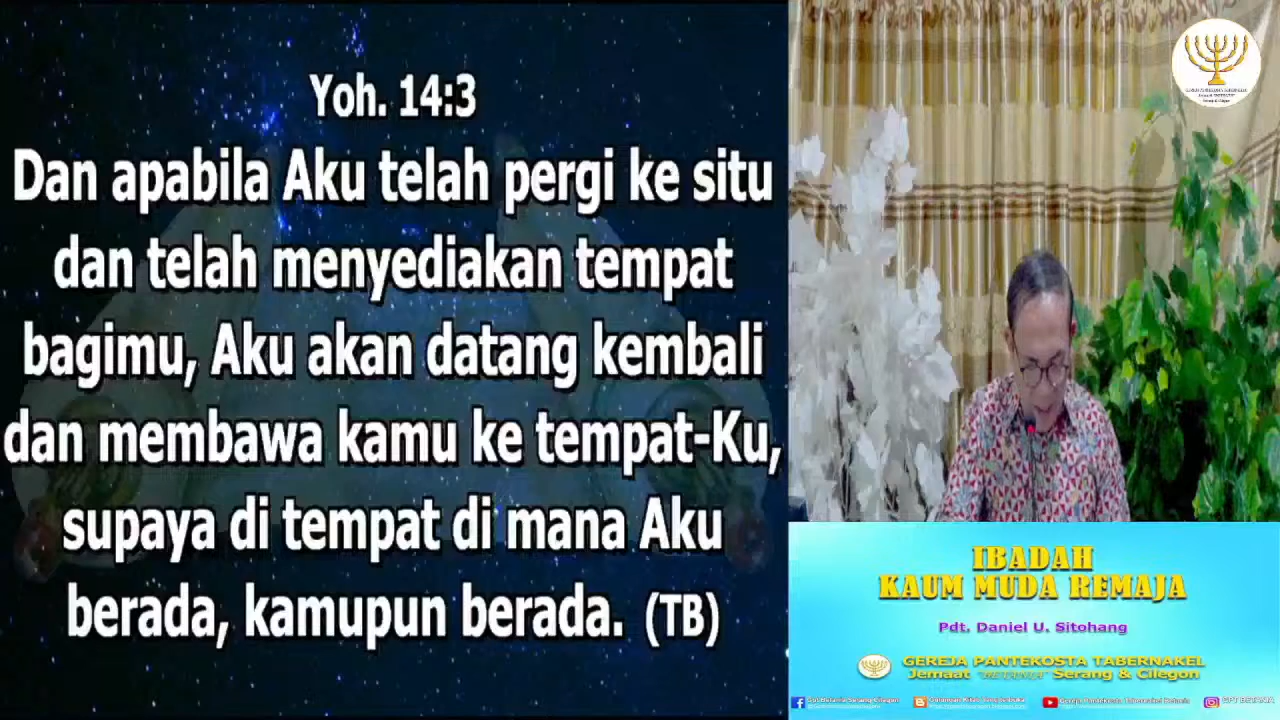 Yoh. 14:3
Dan apabila Aku telah pergi ke situ
dan telah menyediakan tempat
bagimu, Aku akan datang kembali
dan membawa kamu ke tempat-Ku,
supaya di tempat di mana Aku
berada, kamupun berada. (TB)
IBADAH
KAUM MUDA REMAJA
Pdt. Daniel U. Sitohang
GEREJA PANTEKOSTA TABERNAKEL
Jemaat "BETANIA" Serang & Cilegon